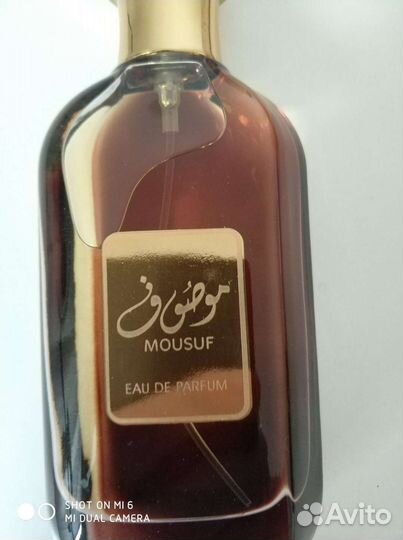 موصوف
MOUSUF
EAU DE PARFUM
SHOT ON MI 6
MI DUAL CAMERA
Avito